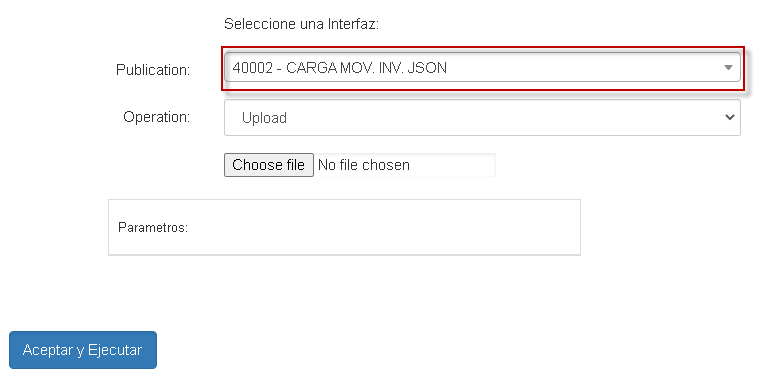 Seleccione una Interfaz:
Publication: 40002 - CARGA MOV. INV. JSON
Operation: Upload
Choose file No file chosen
Parametros:
Aceptar y Ejecutar